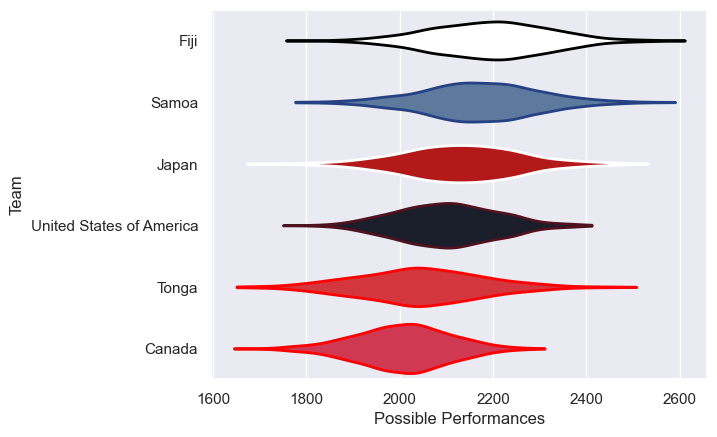 Fiji
Samoa
Japan
United States of America
Tonga
Canada
Team
1600 1800 2000 2200 2400 2600
Possible Performances